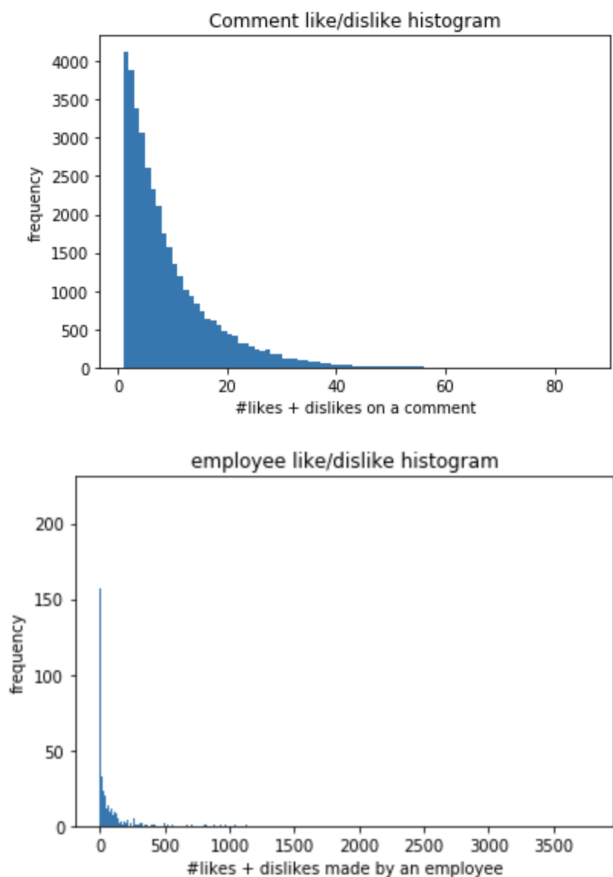 Comment like/dislike histogram
4000
3500
3000
2500
2000
1500
1000
500
0
frequency
0 20 40 60 80
#likes + dislikes on a comment
employee like/dislike histogram
200
150
100
50
0
frequency
0 500 1000 1500 2000 2500 3000 3500
#likes + dislikes made by an employee